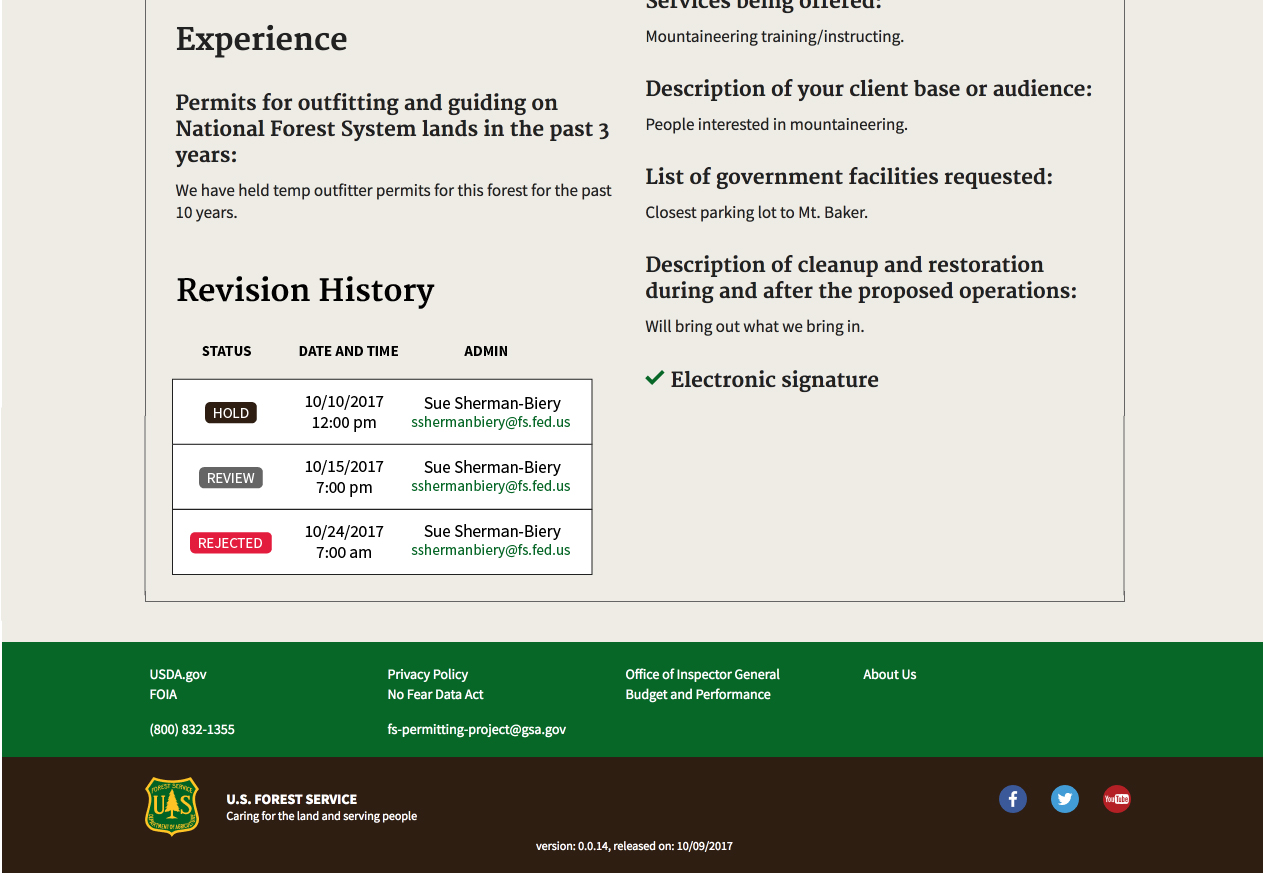 Experience
Permits for outfitting and guiding on
National Forest System lands in the past 3
years:
We have held temp outfitter permits for this forest for the past
10 years.
Revision History
STATUS DATE AND TIME ADMIN
HOLD 10/10/2017 12:00 pm Sue Sherman-Biery sshermanbiery@fs.fed.us
REVIEW 10/15/2017 7:00 pm Sue Sherman-Biery sshermanbiery@fs.fed.us
REJECTED 10/24/2017 7:00 am Sue Sherman-Biery sshermanbiery@fs.fed.us
Services being offered:
Mountaineering training/instructing.
Description of your client base or audience:
People interested in mountaineering.
List of government facilities requested:
Closest parking lot to Mt. Baker.
Description of cleanup and restoration
during and after the proposed operations:
Will bring out what we bring in.
Electronic signature
USDA.gov Privacy Policy Office of Inspector General About Us
FOIA No Fear Data Act Budget and Performance
(800) 832-1355 fs-permitting-project@gsa.gov
FOREST SERVICE
U S
DEPARTMENT OF AGRICULTURE
U.S. FOREST SERVICE
Caring for the land and serving people
YouTube
version: 0.0.14, released on: 10/09/2017